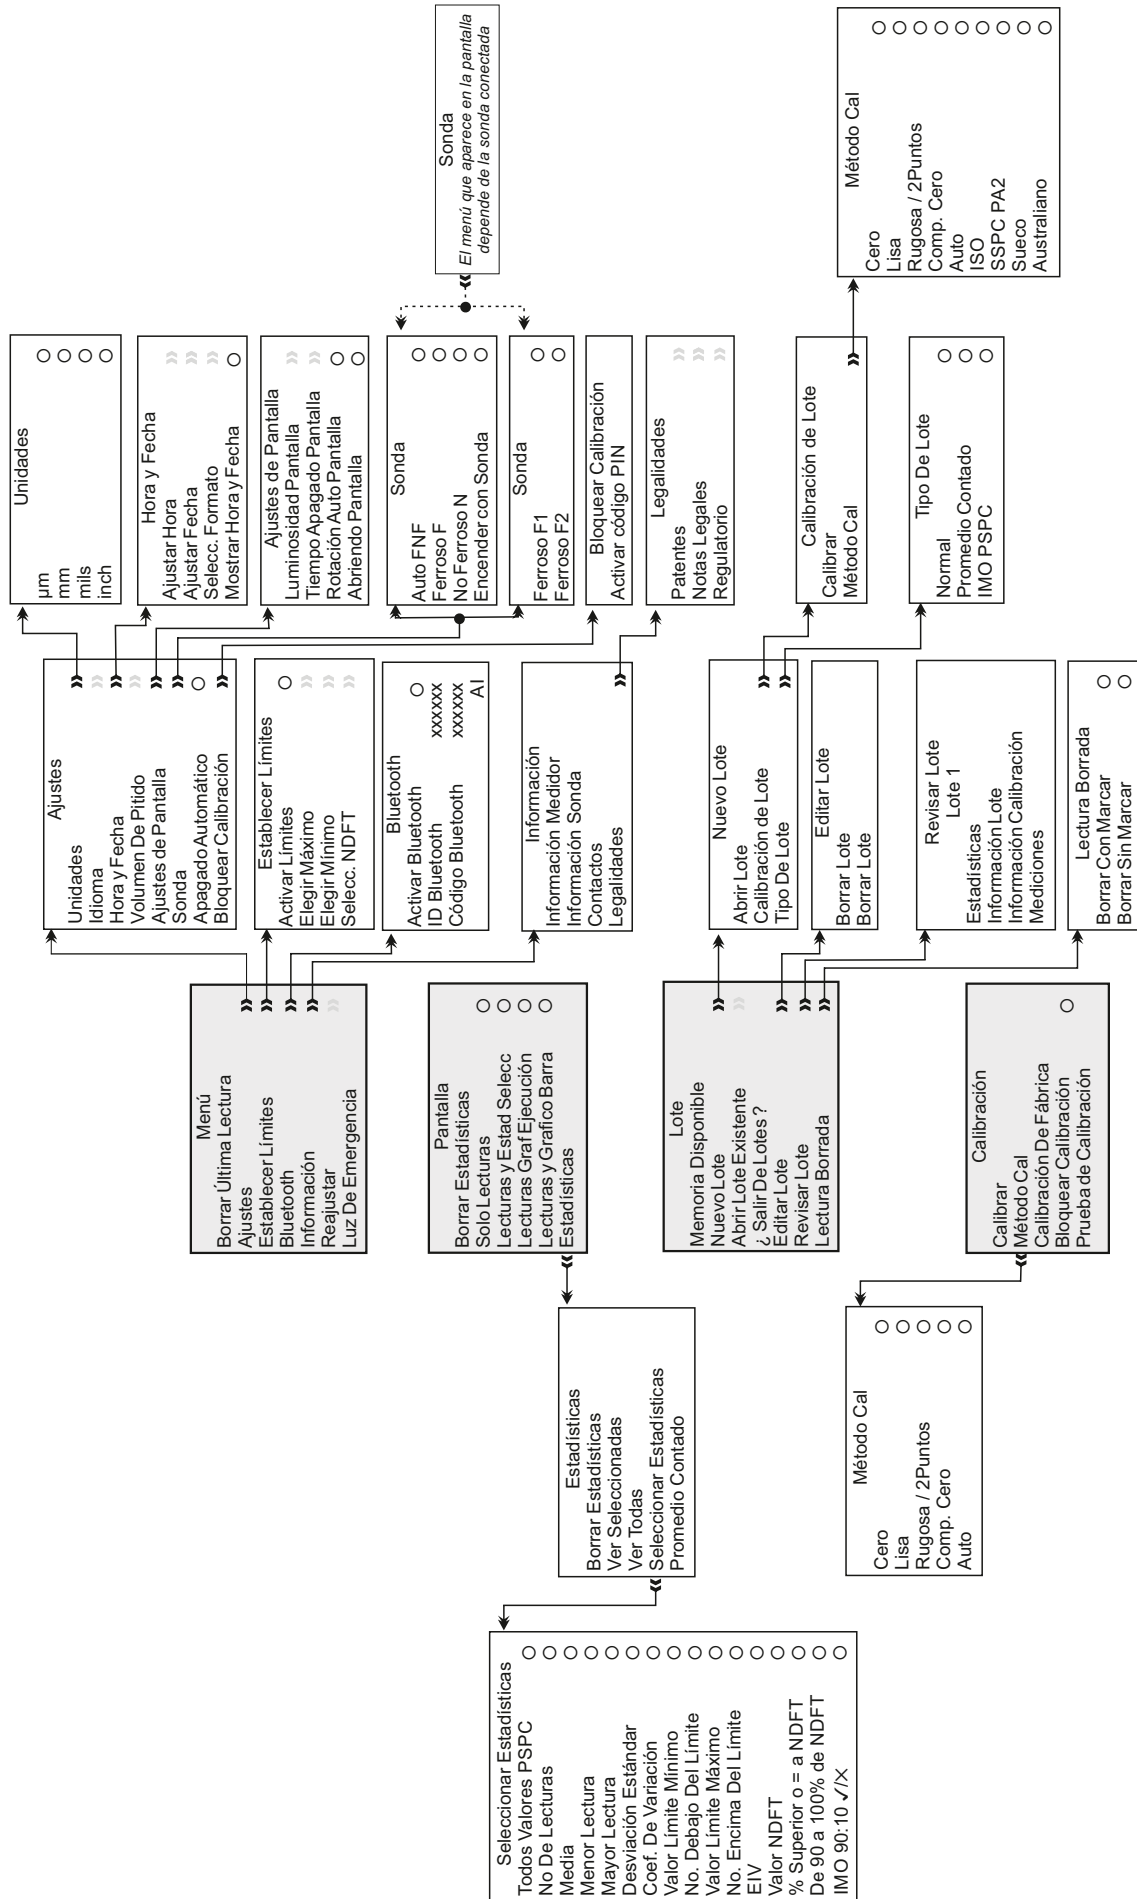 Menú
Borrar Última Lectura
Ajustes
Establecer Límites
Bluetooth
Información
Reajustar
Luz De Emergencia
Ajustes
Unidades
Idioma
Hora y Fecha
Volumen De Pitido
Ajustes de Pantalla
Sonda
Apagado Automático
Bloquear Calibración
Unidades
µm
mm
mils
inch
Hora y Fecha
Ajustar Hora
Ajustar Fecha
Selecc. Formato
Mostrar Hora y Fecha
Ajustes de Pantalla
Luminosidad Pantalla
Tiempo Apagado Pantalla
Rotación Auto Pantalla
Abriendo Pantalla
Sonda
Auto FNF
Ferroso F
No Ferroso N
Encender con Sonda
Sonda
Ferroso F1
Ferroso F2
Sonda
El menú que aparece en la pantalla
depende de la sonda conectada
Bloquear Calibración
Activar código PIN
Establecer Límites
Activar Límites
Elegir Máximo
Elegir Mínimo
Selecc. NDFT
Bluetooth
Activar Bluetooth
ID Bluetooth xxxxxx
Código Bluetooth xxxxxx
AI
Información
Información Medidor
Información Sonda
Contactos
Legalidades
Legalidades
Patentes
Notas Legales
Regulatorio
Pantalla
Borrar Estadísticas
Solo Lecturas
Lecturas y Estad Selecc
Lecturas Graf Ejecución
Lecturas y Grafico Barra
Estadísticas
Estadísticas
Borrar Estadísticas
Ver Seleccionadas
Ver Todas
Seleccionar Estadísticas
Promedio Contado
Seleccionar Estadísticas
Todos Valores PSPC
No De Lecturas
Media
Menor Lectura
Mayor Lectura
Desviación Estándar
Coef. De Variación
Valor Límite Mínimo
No. Debajo Del Límite
Valor Límite Máximo
No. Encima Del Límite
EIV
Valor NDFT
% Superior o = a NDFT
De 90 a 100% de NDFT
IMO 90:10 ✓/×
Lote
Memoria Disponible
Nuevo Lote
Abrir Lote Existente
¿ Salir De Lotes ?
Editar Lote
Revisar Lote
Lectura Borrada
Nuevo Lote
Abrir Lote
Calibración de Lote
Tipo De Lote
Calibración de Lote
Calibrar
Método Cal
Método Cal
Cero
Lisa
Rugosa / 2Puntos
Comp. Cero
Auto
ISO
SSPC PA2
Sueco
Australiano
Tipo De Lote
Normal
Promedio Contado
IMO PSPC
Editar Lote
Borrar Lote
Borrar Lote
Revisar Lote
Lote 1
Estadísticas
Información Lote
Información Calibración
Mediciones
Lectura Borrada
Borrar Con Marcar
Borrar Sin Marcar
Calibración
Calibrar
Método Cal
Calibración De Fábrica
Bloquear Calibración
Prueba de Calibración
Método Cal
Cero
Lisa
Rugosa / 2Puntos
Comp. Cero
Auto